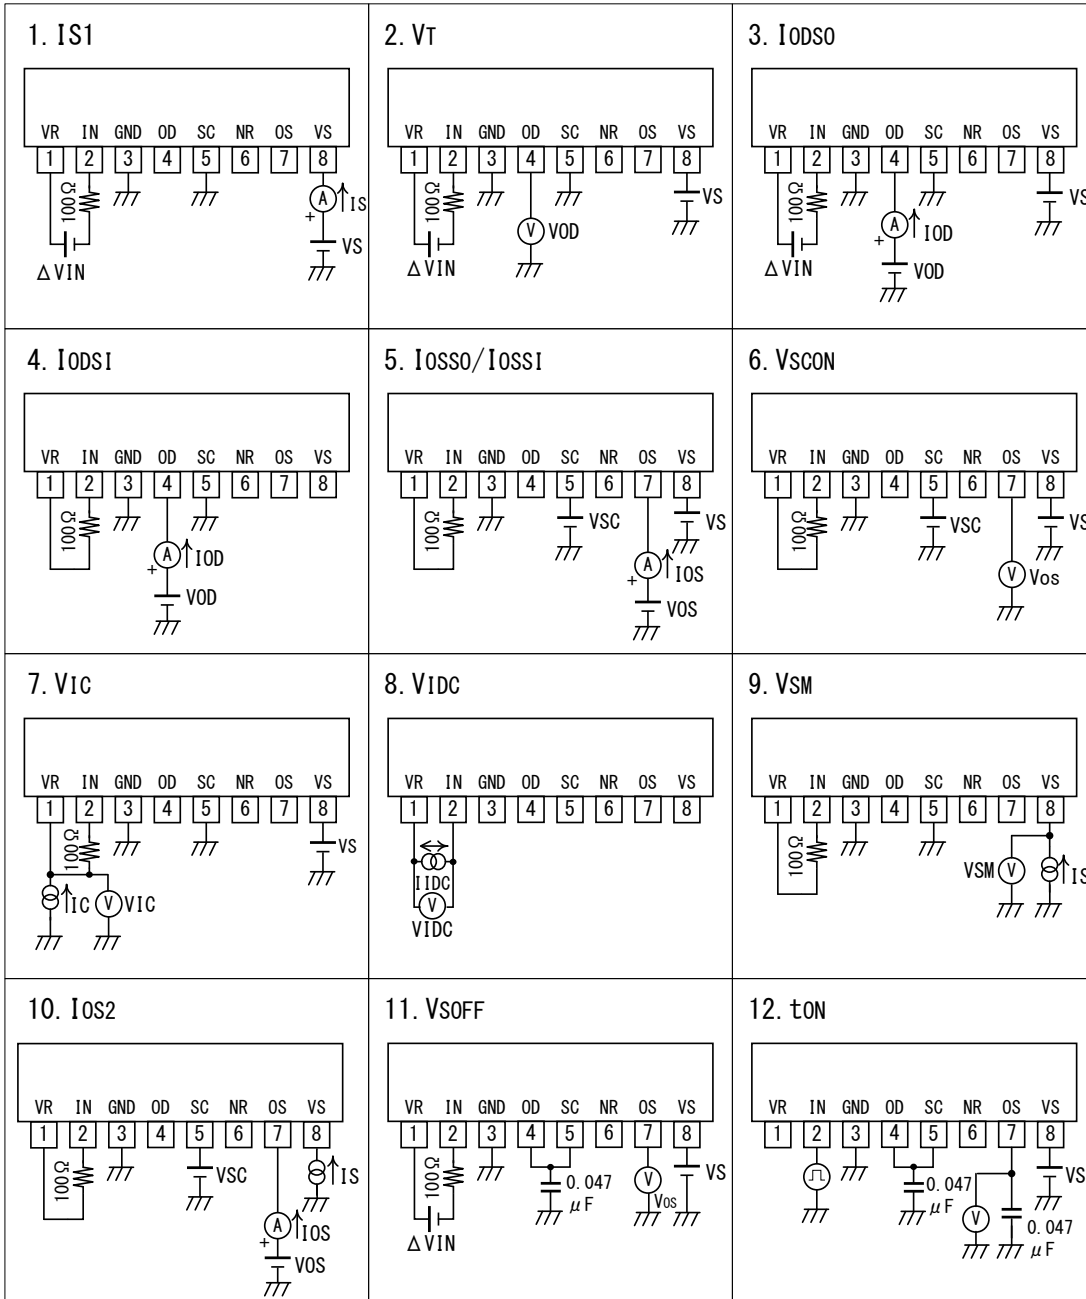 1. IS1
VR IN GND OD SC NR OS VS
1 2 3 4 5 6 7 8
100Ω
A
IS
+
VS
ΔVIN
2. VT
VR IN GND OD SC NR OS VS
1 2 3 4 5 6 7 8
100Ω
VS
V VOD
ΔVIN
3. IODSO
VR IN GND OD SC NR OS VS
1 2 3 4 5 6 7 8
100Ω
VS
A IOD
+
ΔVIN
VOD
4. IODSI
VR IN GND OD SC NR OS VS
1 2 3 4 5 6 7 8
100Ω
A IOD
+
VOD
5. IOSSO/IOSSI
VR IN GND OD SC NR OS VS
1 2 3 4 5 6 7 8
100Ω
VSC
VS
A IOS
+
VOS
6. VSCON
VR IN GND OD SC NR OS VS
1 2 3 4 5 6 7 8
100Ω
VSC
VS
V Vos
7. VIC
VR IN GND OD SC NR OS VS
1 2 3 4 5 6 7 8
100Ω
VS
IC V VIC
8. VIDC
VR IN GND OD SC NR OS VS
1 2 3 4 5 6 7 8
IIDC
V
VIDC
9. VSM
VR IN GND OD SC NR OS VS
1 2 3 4 5 6 7 8
100Ω
VSM V IS
10. IOS2
VR IN GND OD SC NR OS VS
1 2 3 4 5 6 7 8
100Ω
VSC
IS
A IOS
+
VOS
11. VSOFF
VR IN GND OD SC NR OS VS
1 2 3 4 5 6 7 8
100Ω
0.047
μF
V Vos
VS
ΔVIN
12. tON
VR IN GND OD SC NR OS VS
1 2 3 4 5 6 7 8
0.047
μF
VS
V
0.047
μF